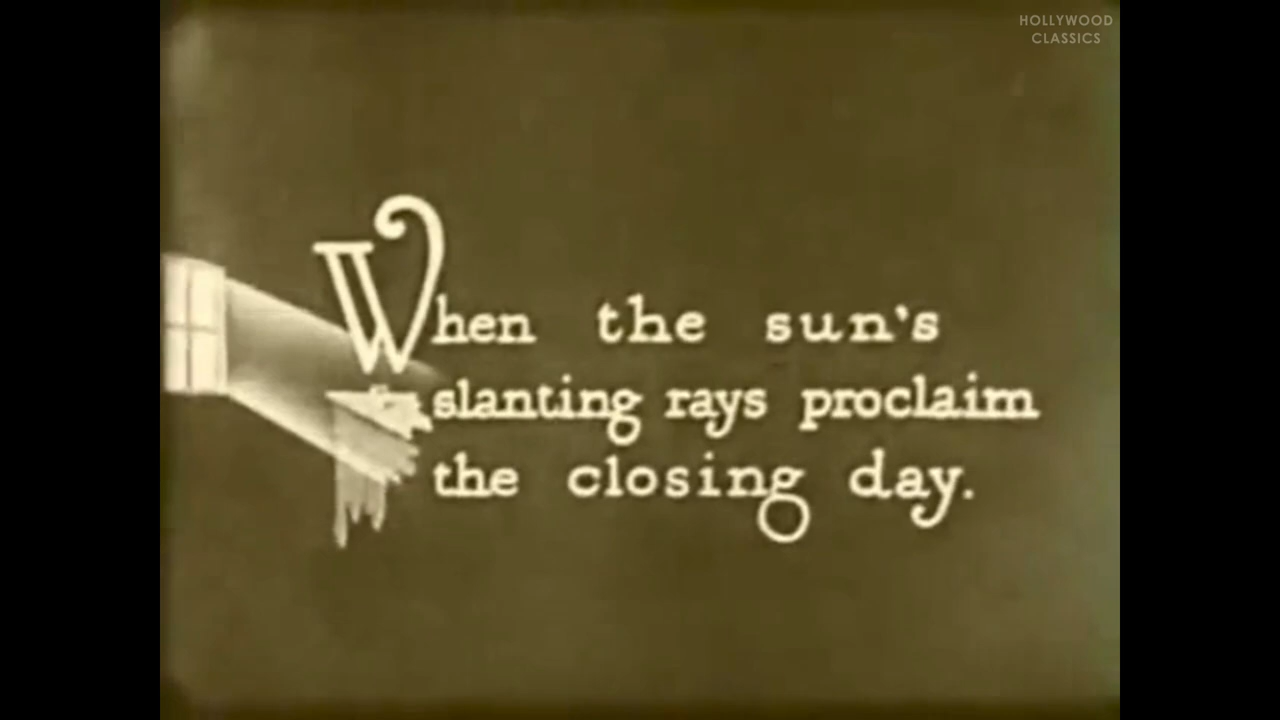 HOLLYWOOD
CLASSICS
When the sun's
slanting rays proclaim
the closing day.